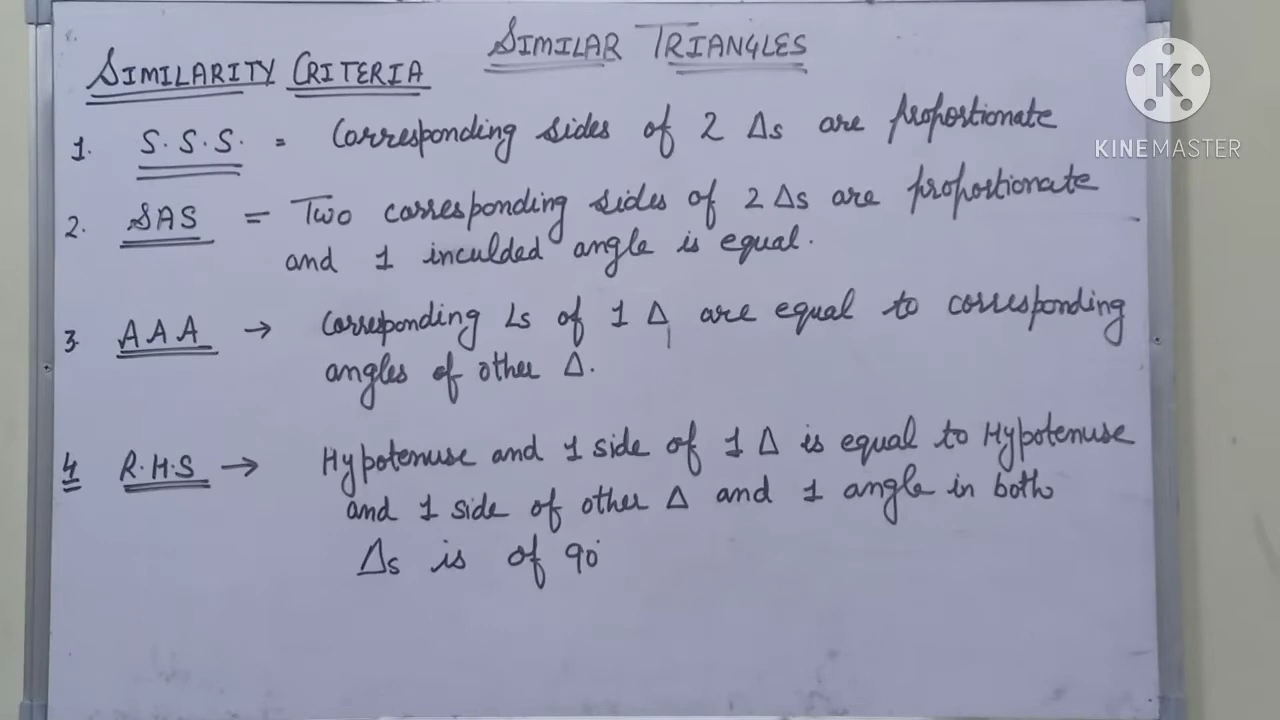 SIMILAR TRIANGLES
SIMILARITY CRITERIA
K
KINEMASTER
1. S.S.S. = Corresponding sides of 2 Δs are proportionate
2. SAS = Two corresponding sides of 2 Δs are proportionate
and 1 inculded angle is equal.
3. AAA → Corresponding ∠s of 1 Δ are equal to corresponding
angles of other Δ.
4. R.H.S → Hypotenuse and 1 side of 1 Δ is equal to Hypotenuse
and 1 side of other Δ and 1 angle in both
Δs is of 90°